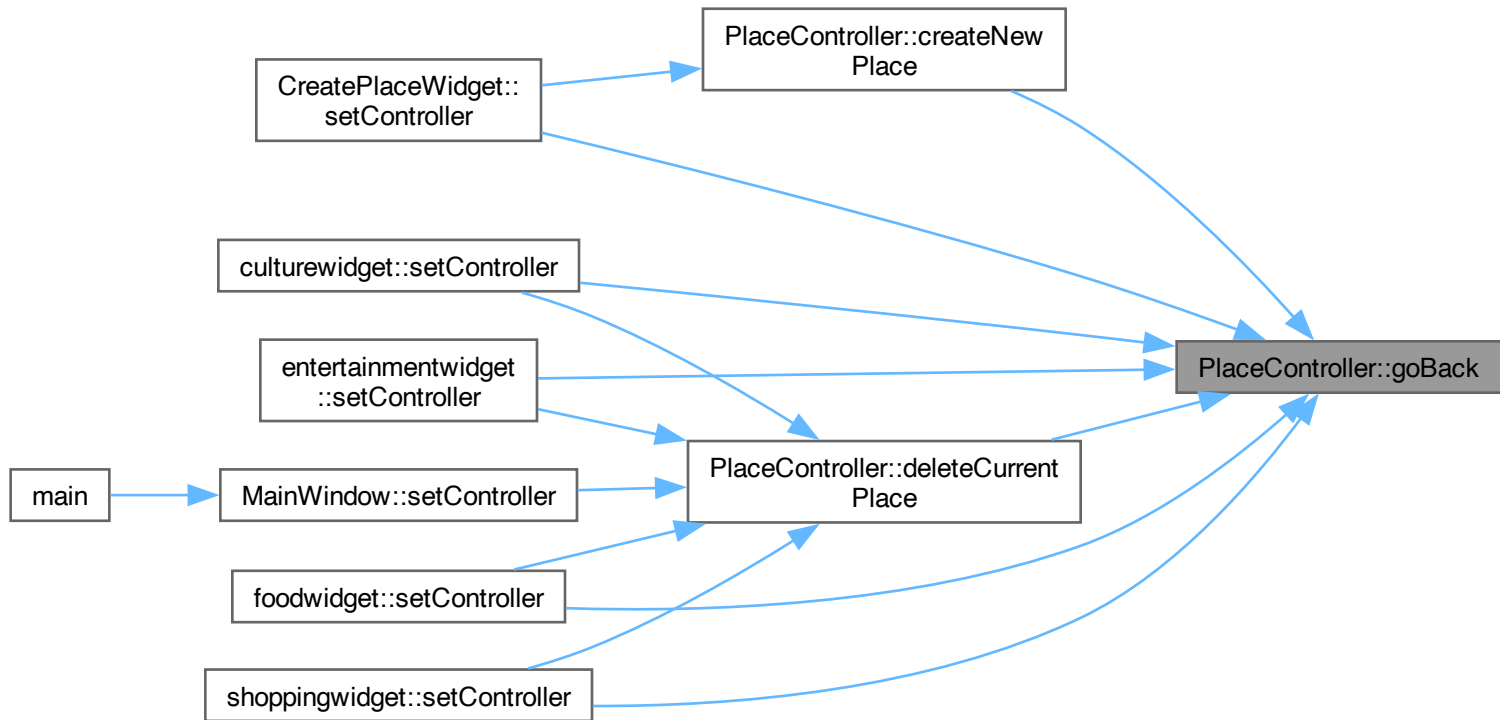 PlaceController::createNew
Place
CreatePlaceWidget::
setController
culturewidget::setController
entertainmentwidget
::setController
PlaceController::goBack
PlaceController::deleteCurrent
Place
main
MainWindow::setController
foodwidget::setController
shoppingwidget::setController